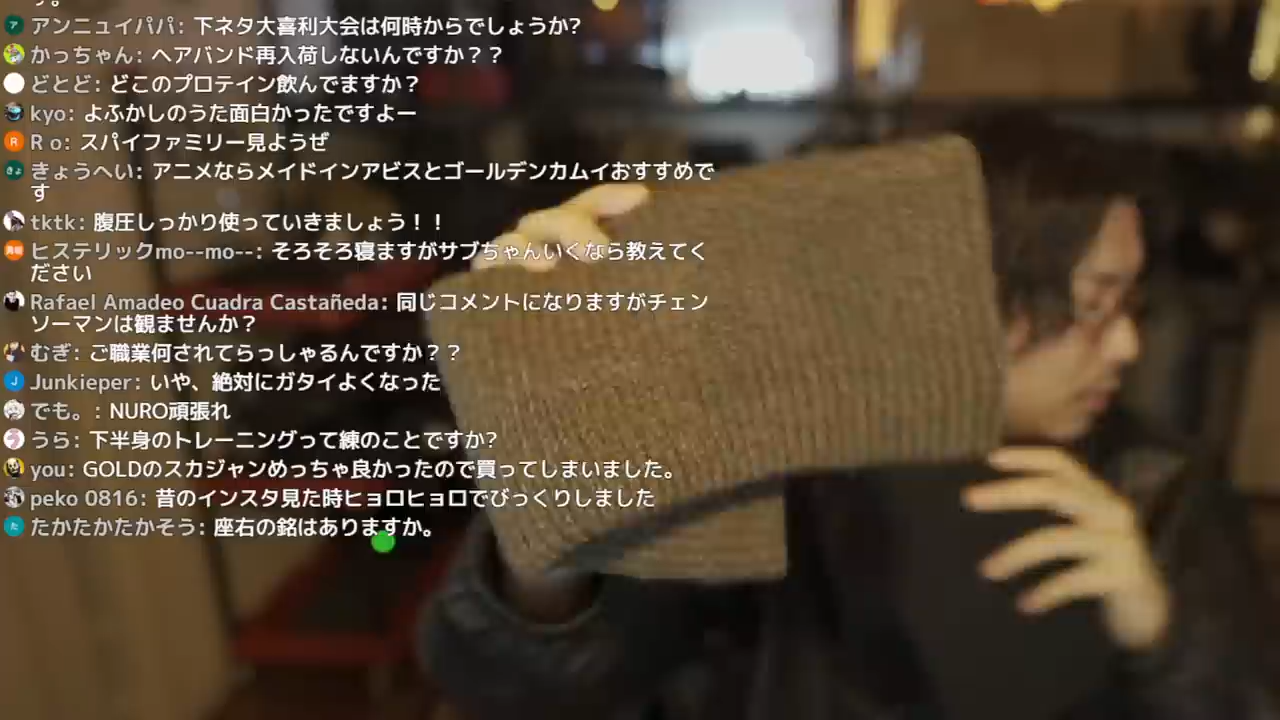 す。
アンニュイパパ: 下ネタ大喜利大会は何時からでしょうか?
かっちゃん: ヘアバンド再入荷しないんですか？？
どとど: どこのプロテイン飲んでますか？
kyo: よふかしのうた面白かったですよー
R o: スパイファミリー見ようぜ
きょうへい: アニメならメイドインアビスとゴールデンカムイおすすめで
す
tktk: 腹圧しっかり使っていきましょう！！
ヒステリックmo--mo--: そろそろ寝ますがサブちゃんいくなら教えてく
ださい
Rafael Amadeo Cuadra Castañeda: 同じコメントになりますがチェン
ソーマンは観ませんか？
むぎ: ご職業何されてらっしゃるんですか？？
Junkieper: いや、絶対にガタイよくなった
でも。: NURO頑張れ
うら: 下半身のトレーニングって練のことですか?
you: GOLDのスカジャンめっちゃ良かったので買ってしまいました。
peko 0816: 昔のインスタ見た時ヒョロヒョロでびっくりしました
たかたかたかそう: 座右の銘はありますか。